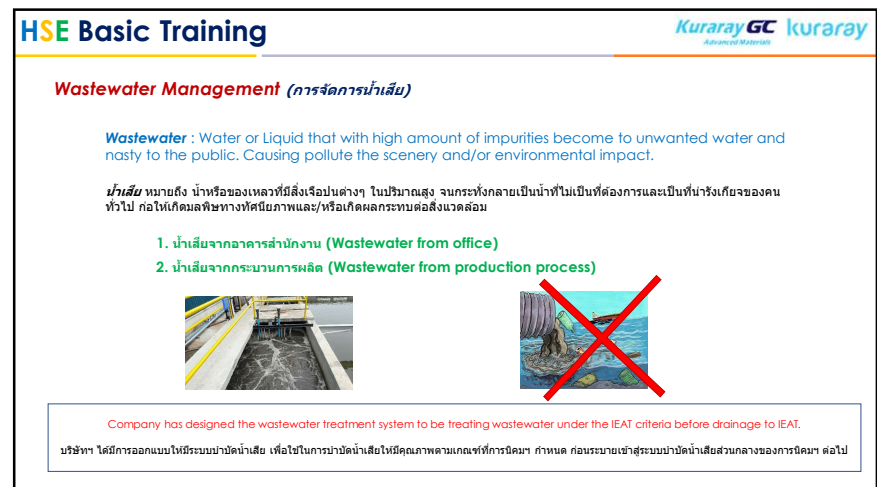 HSE Basic Training
Kuraray GC kuraray
Advanced Materials
Wastewater Management (การจัดการน้ำเสีย)
Wastewater : Water or Liquid that with high amount of impurities become to unwanted water and
nasty to the public. Causing pollute the scenery and/or environmental impact.
น้ำเสีย หมายถึง น้ำหรือของเหลวที่มีสิ่งเจือปนต่างๆ ในปริมาณสูง จนกระทั่งกลายเป็นน้ำที่ไม่เป็นที่ต้องการและเป็นที่น่ารังเกียจของคน
ทั่วไป ก่อให้เกิดมลพิษทางทัศนียภาพและ/หรือเกิดผลกระทบต่อสิ่งแวดล้อม
1. น้ำเสียจากอาคารสำนักงาน (Wastewater from office)
2. น้ำเสียจากกระบวนการผลิต (Wastewater from production process)
Company has designed the wastewater treatment system to be treating wastewater under the IEAT criteria before drainage to IEAT.
บริษัทฯ ได้มีการออกแบบให้มีระบบบำบัดน้ำเสีย เพื่อใช้ในการบำบัดน้ำเสียให้มีคุณภาพตามเกณฑ์ที่การนิคมฯ กำหนด ก่อนระบายเข้าสู่ระบบบำบัดน้ำเสียส่วนกลางของการนิคมฯ ต่อไป